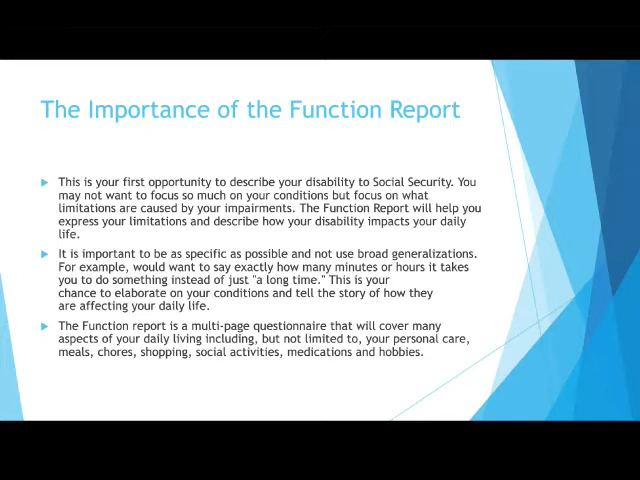 The Importance of the Function Report
This is your first opportunity to describe your disability to Social Security. You
may not want to focus so much on your conditions but focus on what
limitations are caused by your impairments. The Function Report will help you
express your limitations and describe how your disability impacts your daily
life.
It is important to be as specific as possible and not use broad generalizations.
For example, would want to say exactly how many minutes or hours it takes
you to do something instead of just "a long time." This is your
chance to elaborate on your conditions and tell the story of how they
are affecting your daily life.
The Function report is a multi-page questionnaire that will cover many
aspects of your daily living including, but not limited to, your personal care,
meals, chores, shopping, social activities, medications and hobbies.